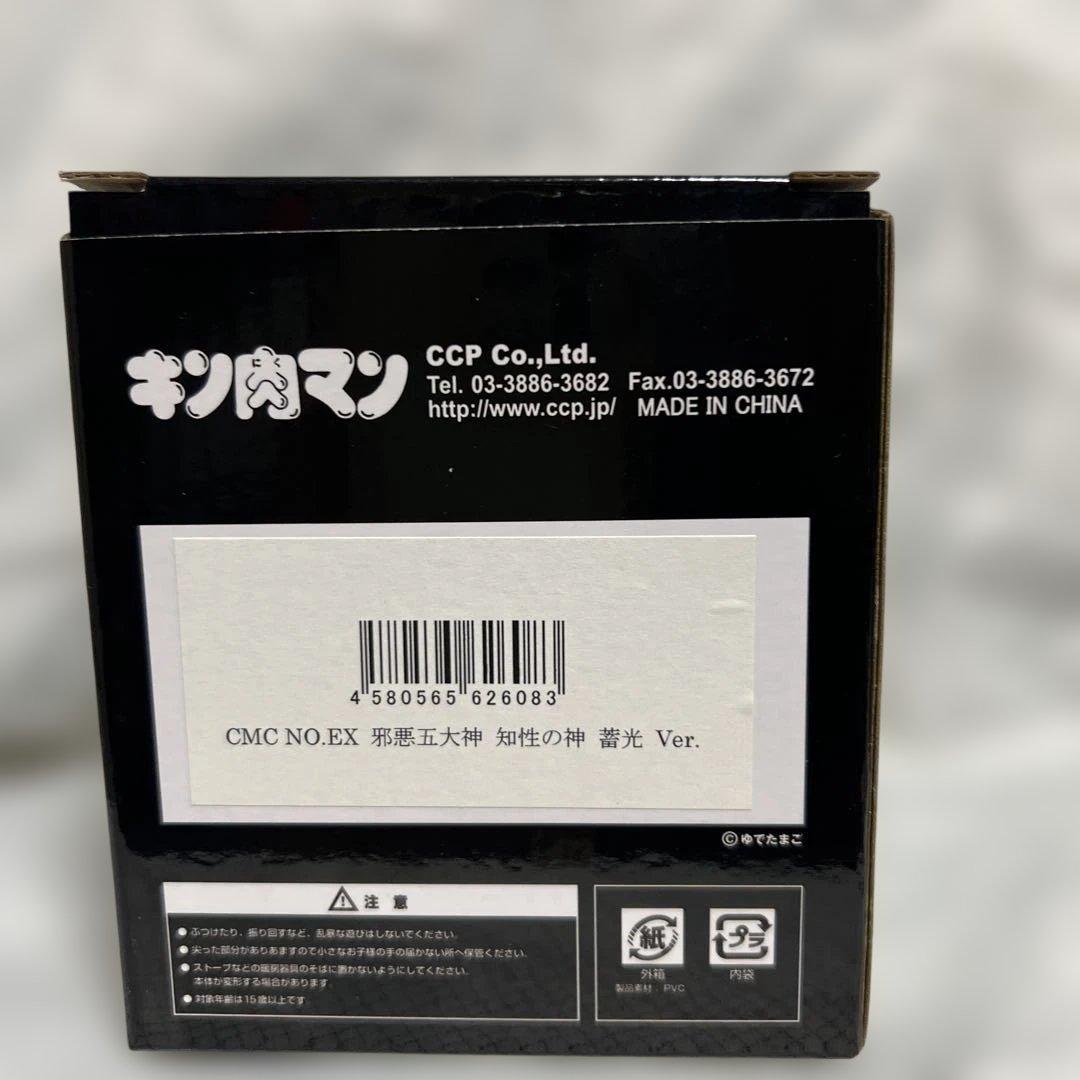 キン肉マン
にく
CCP Co.,Ltd.
Tel. 03-3886-3682 Fax.03-3886-3672
http://www.ccp.jp/ MADE IN CHINA
4 580565 626083
CMC NO.EX 邪悪五大神 知性の神 蓄光 Ver.
©ゆでたまご
注意
●ぶつけたり、振り回すなど、乱暴な遊びはしないでください。
●尖った部分がありあますので小さなお子様の手の届かない所へ保管ください。
●ストーブなどの暖房器具のそばに置かないようにしてください。
本体が変形する場合があります。
●対象年齢は15歳以上です
紙
外箱
プラ
内袋
製品素材：PVC